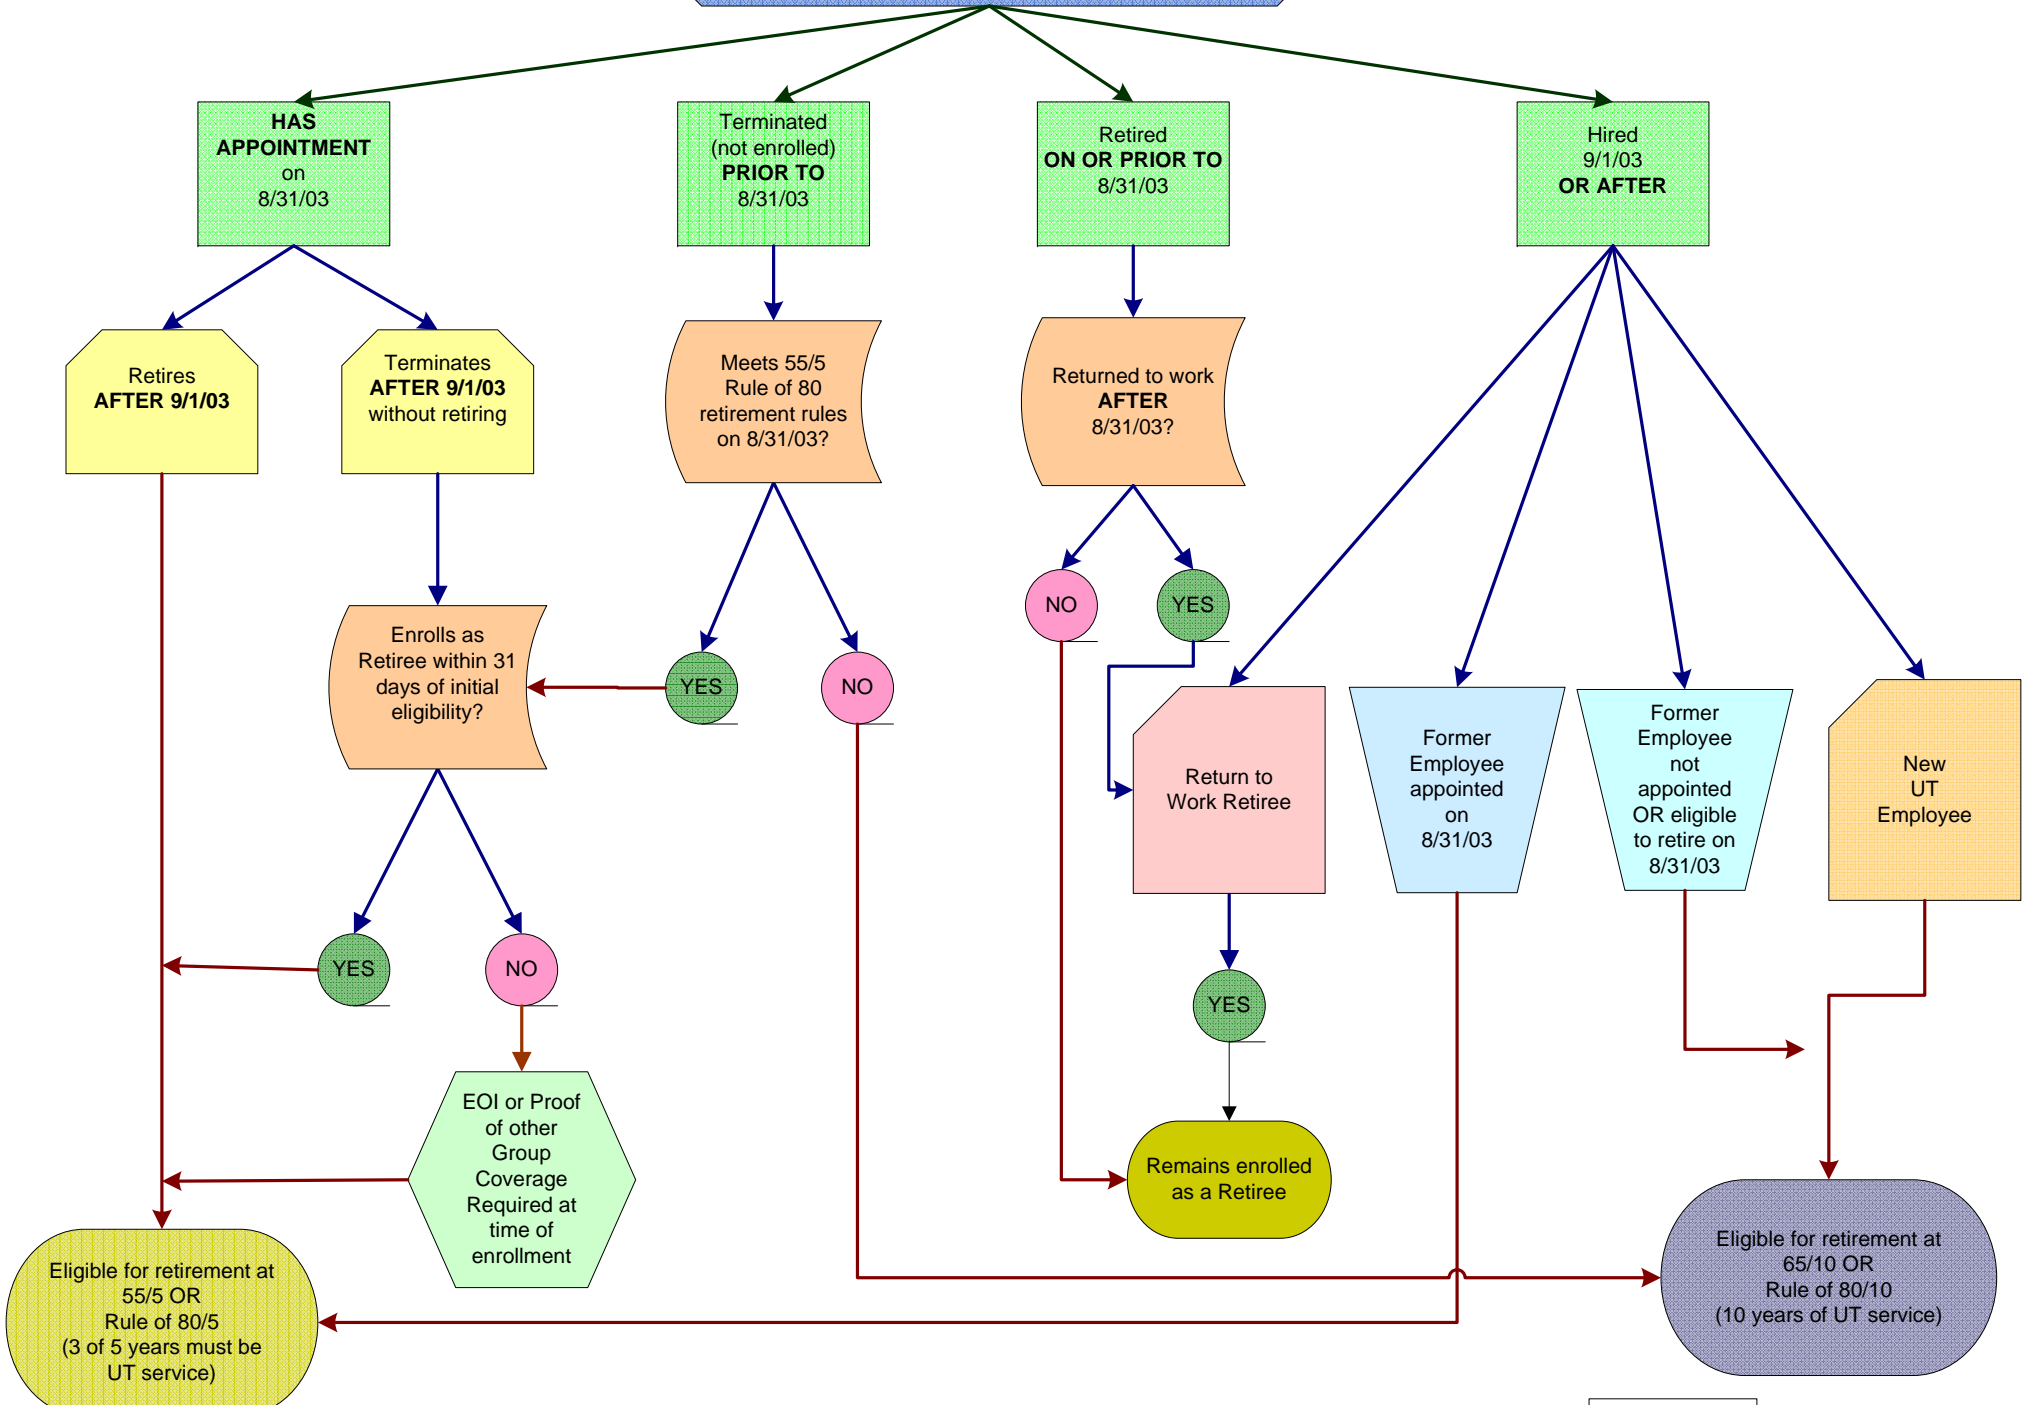 HAS
APPOINTMENT
on
8/31/03
Terminated
(not enrolled)
PRIOR TO
8/31/03
Retired
ON OR PRIOR TO
8/31/03
Hired
9/1/03
OR AFTER
Retires
AFTER 9/1/03
Terminates
AFTER 9/1/03
without retiring
Meets 55/5
Rule of 80
retirement rules
on 8/31/03?
Returned to work
AFTER
8/31/03?
NO
YES
Enrolls as
Retiree within 31
days of initial
eligibility?
YES
NO
Return to
Work Retiree
Former
Employee
appointed
on
8/31/03
Former
Employee
not
appointed
OR eligible
to retire on
8/31/03
New
UT
Employee
YES
NO
YES
EOI or Proof
of other
Group
Coverage
Required at
time of
enrollment
Remains enrolled
as a Retiree
Eligible for retirement at
55/5 OR
Rule of 80/5
(3 of 5 years must be
UT service)
Eligible for retirement at
65/10 OR
Rule of 80/10
(10 years of UT service)